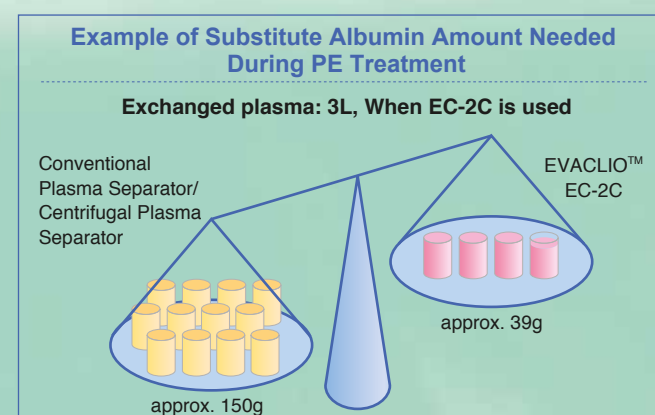 Example of Substitute Albumin Amount Needed
During PE Treatment
Exchanged plasma: 3L, When EC-2C is used
Conventional
Plasma Separator/
Centrifugal Plasma
Separator
EVACLIO™
EC-2C
approx. 39g
approx. 150g